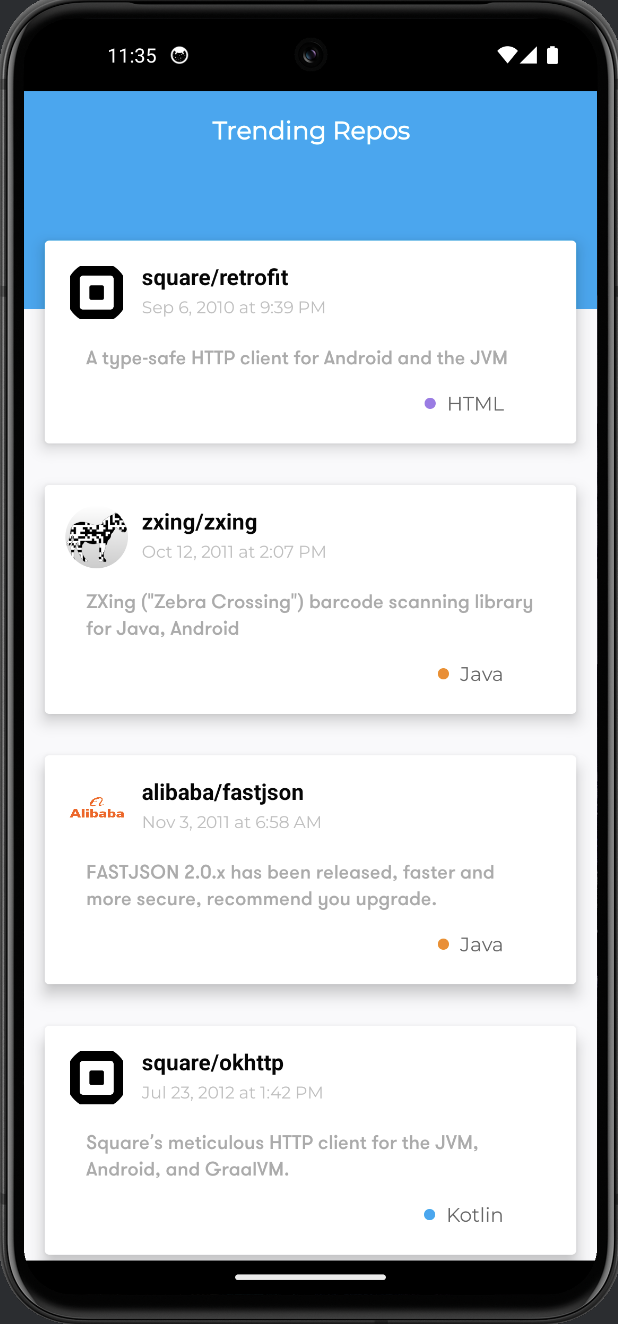 11:35
Trending Repos
square/retrofit
Sep 6, 2010 at 9:39 PM
A type-safe HTTP client for Android and the JVM
HTML
zxing/zxing
Oct 12, 2011 at 2:07 PM
ZXing ("Zebra Crossing") barcode scanning library
for Java, Android
Java
alibaba/fastjson
Alibaba
Nov 3, 2011 at 6:58 AM
FASTJSON 2.0.x has been released, faster and
more secure, recommend you upgrade.
Java
square/okhttp
Jul 23, 2012 at 1:42 PM
Square's meticulous HTTP client for the JVM,
Android, and GraalVM.
Kotlin